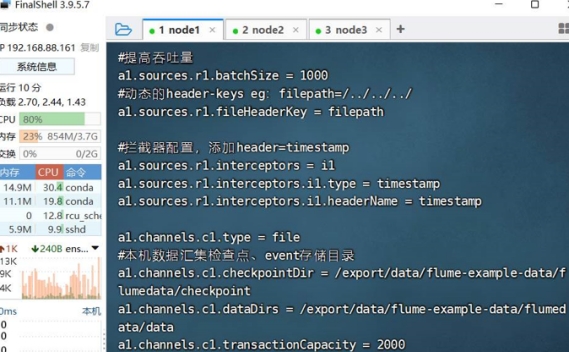 FinalShell 3.9.5.7
同步状态
P 192.168.88.161 复制
系统信息
运行 10 分
负载 2.70, 2.44, 1.43
CPU 80%
内存 23% 854M/3.7G
交换 0% 0/2G
内存 CPU 命令
14.9M 30.4 conda
11.1M 19.8 conda
0 12.8 rcu_sche
5.9M 9.9 sshd
1K 240B ens...
13K
9K
4K
0ms 本机
0
0
0
1 node1
2 node2
3 node3
#提高吞吐量
a1.sources.r1.batchSize = 1000
#动态的header-keys eg：filepath=/../../../
a1.sources.r1.fileHeaderKey = filepath
#拦截器配置，添加header=timestamp
a1.sources.r1.interceptors = i1
a1.sources.r1.interceptors.i1.type = timestamp
a1.sources.r1.interceptors.i1.headerName = timestamp
a1.channels.c1.type = file
#本机数据汇集检查点、event存储目录
a1.channels.c1.checkpointDir = /export/data/flume-example-data/f
lumedata/checkpoint
a1.channels.c1.dataDirs = /export/data/flume-example-data/flumed
ata/data
a1.channels.c1.transactionCapacity = 2000